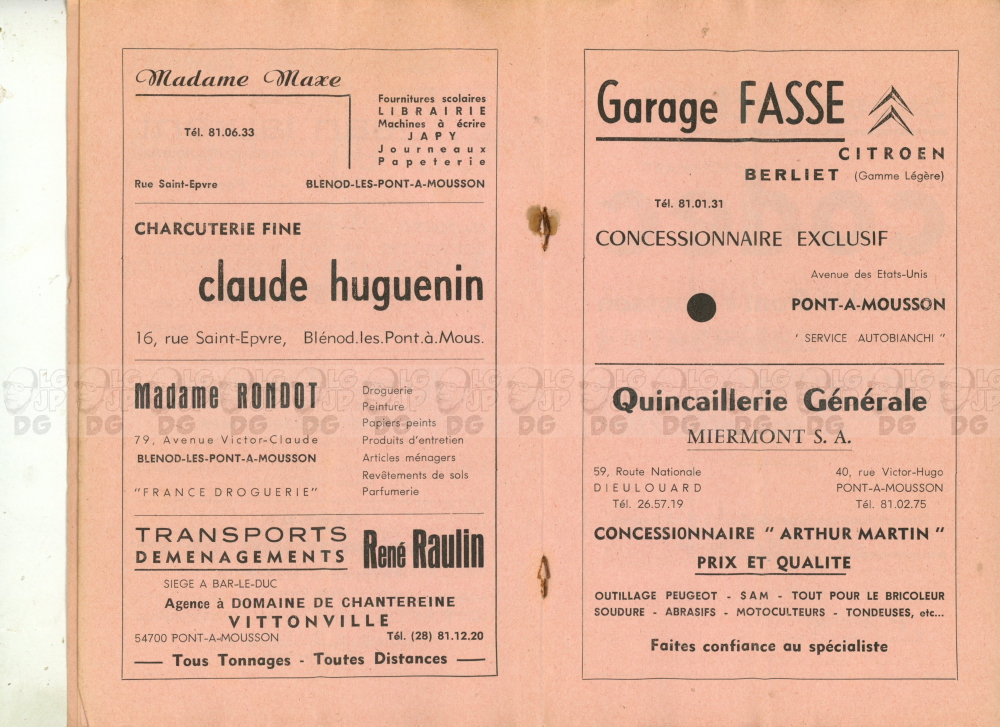 Madame Maxe
Fournitures scolaires
LIBRAIRIE
Machines à écrire
JAPY
Journeaux
Papeterie
Tél. 81.06.33
Rue Saint-Epvre BLENOD-LES-PONT-A-MOUSSON
CHARCUTERIE FINE
claude huguenin
16, rue Saint-Epvre, Blénod.les.Pont.à.Mous.
Madame RONDOT
79, Avenue Victor-Claude
BLENOD-LES-PONT-A-MOUSSON
"FRANCE DROGUERIE"
Droguerie
Peinture
Papiers peints
Produits d'entretien
Articles ménagers
Revêtements de sols
Parfumerie
TRANSPORTS
DEMENAGEMENTS
René Raulin
SIEGE A BAR-LE-DUC
Agence à DOMAINE DE CHANTEREINE
VITTONVILLE
54700 PONT-A-MOUSSON Tél. (28) 81.12.20
— Tous Tonnages - Toutes Distances —
Garage FASSE
CITROEN
BERLIET (Gamme Légère)
Tél. 81.01.31
CONCESSIONNAIRE EXCLUSIF
Avenue des Etats-Unis
PONT-A-MOUSSON
' SERVICE AUTOBIANCHI "
Quincaillerie Générale
MIERMONT S. A.
59, Route Nationale
DIEULOUARD
Tél. 26.57.19
40, rue Victor-Hugo
PONT-A-MOUSSON
Tél. 81.02.75
CONCESSIONNAIRE " ARTHUR MARTIN "
PRIX ET QUALITE
OUTILLAGE PEUGEOT - SAM - TOUT POUR LE BRICOLEUR
SOUDURE - ABRASIFS - MOTOCULTEURS - TONDEUSES, etc...
Faites confiance au spécialiste